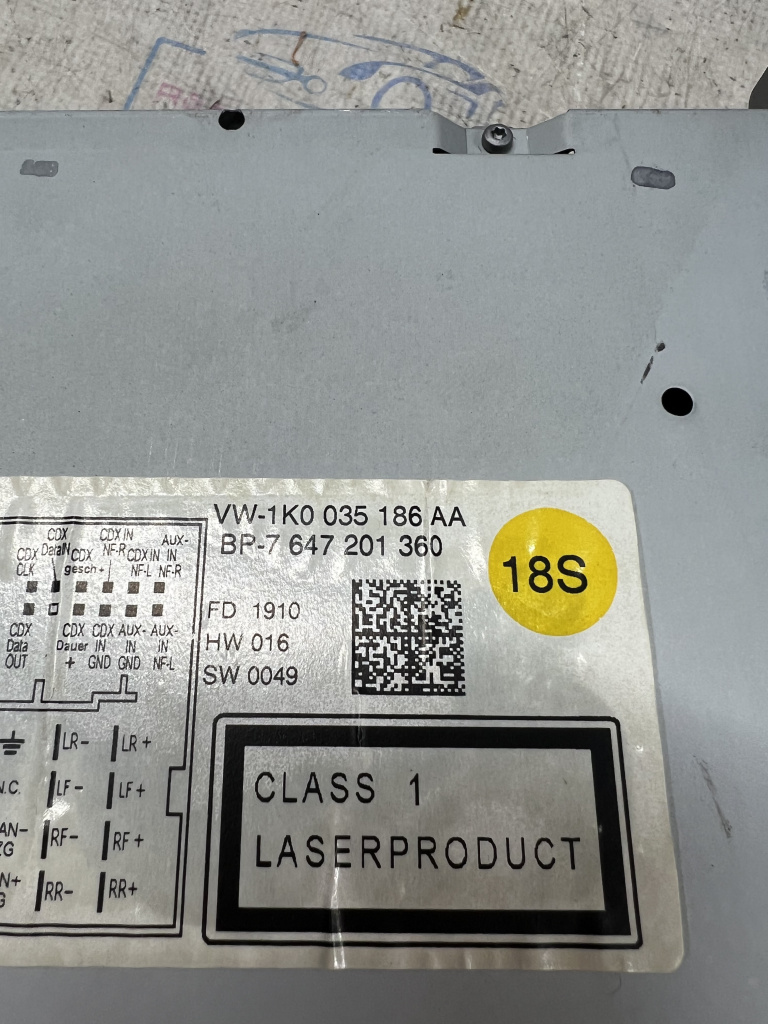 VW-1K0 035 186 AA
BP-7 647 201 360
18S
FD 1910
HW 016
SW 0049
CDX CLK
CDX DataIN
CDX gesch+
CDX IN NF-R
CDX IN NF-L
AUX-IN NF-R
CDX Data OUT
CDX Dauer +
CDX IN GND
AUX-IN GND
AUX-IN NF-L
LR-
LR+
N.C.
LF-
LF+
AN-
ZG
RF-
RF+
N+
G
RR-
RR+
CLASS 1
LASERPRODUCT